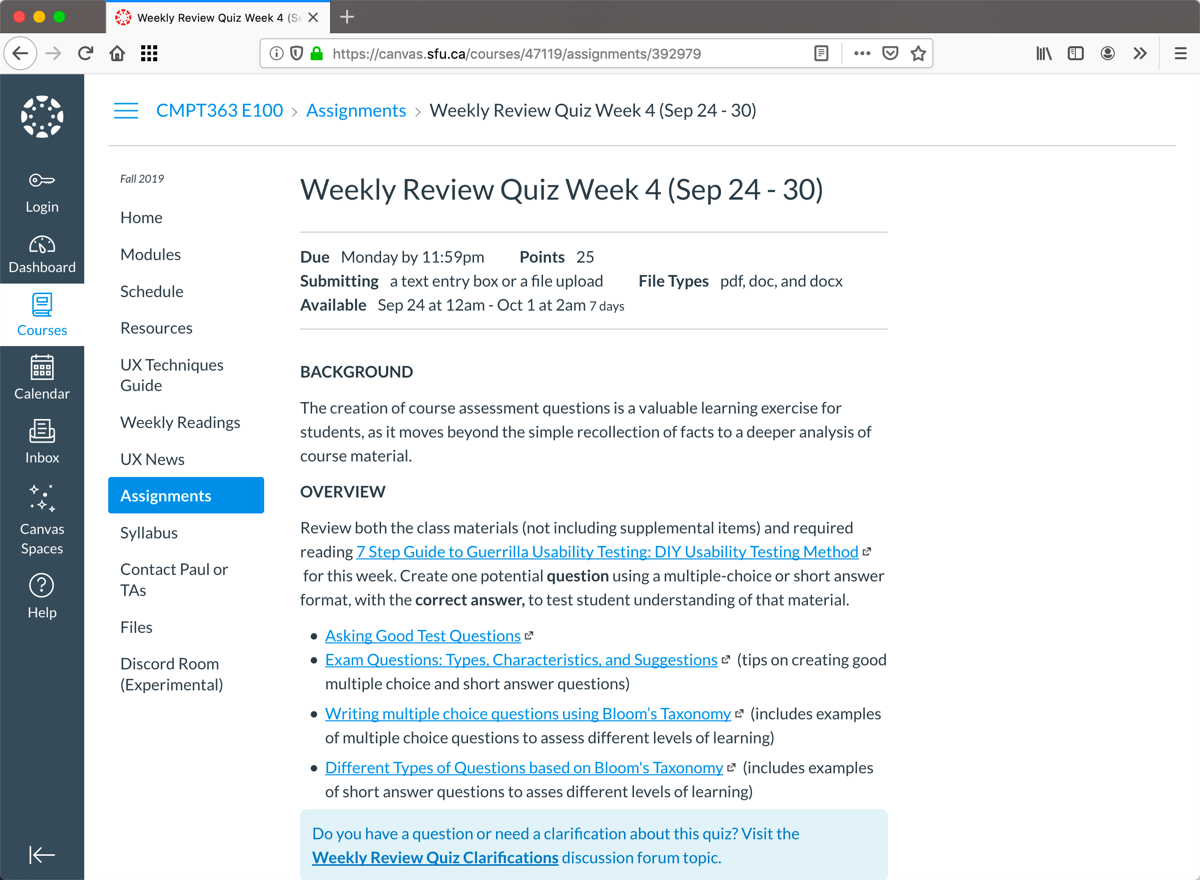 Weekly Review Quiz Week 4 (Se
https://canvas.sfu.ca/courses/47119/assignments/392979
CMPT363 E100 › Assignments › Weekly Review Quiz Week 4 (Sep 24 - 30)
Login
Dashboard
Courses
Calendar
Inbox
Canvas
Spaces
Help
Fall 2019
Home
Modules
Schedule
Resources
UX Techniques
Guide
Weekly Readings
UX News
Assignments
Syllabus
Contact Paul or
TAs
Files
Discord Room
(Experimental)
Weekly Review Quiz Week 4 (Sep 24 - 30)
Due Monday by 11:59pm Points 25
Submitting a text entry box or a file upload File Types pdf, doc, and docx
Available Sep 24 at 12am - Oct 1 at 2am 7 days
BACKGROUND
The creation of course assessment questions is a valuable learning exercise for
students, as it moves beyond the simple recollection of facts to a deeper analysis of
course material.
OVERVIEW
Review both the class materials (not including supplemental items) and required
reading 7 Step Guide to Guerrilla Usability Testing: DIY Usability Testing Method
for this week. Create one potential question using a multiple-choice or short answer
format, with the correct answer, to test student understanding of that material.
• Asking Good Test Questions
• Exam Questions: Types, Characteristics, and Suggestions (tips on creating good
multiple choice and short answer questions)
• Writing multiple choice questions using Bloom's Taxonomy (includes examples
of multiple choice questions to assess different levels of learning)
• Different Types of Questions based on Bloom's Taxonomy (includes examples
of short answer questions to asses different levels of learning)
Do you have a question or need a clarification about this quiz? Visit the
Weekly Review Quiz Clarifications discussion forum topic.